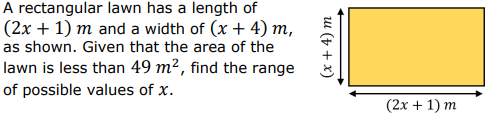 A rectangular lawn has a length of
(2x + 1) m and a width of (x + 4) m,
as shown. Given that the area of the
lawn is less than 49 m², find the range
of possible values of x.
(x + 4) m
(2x + 1) m